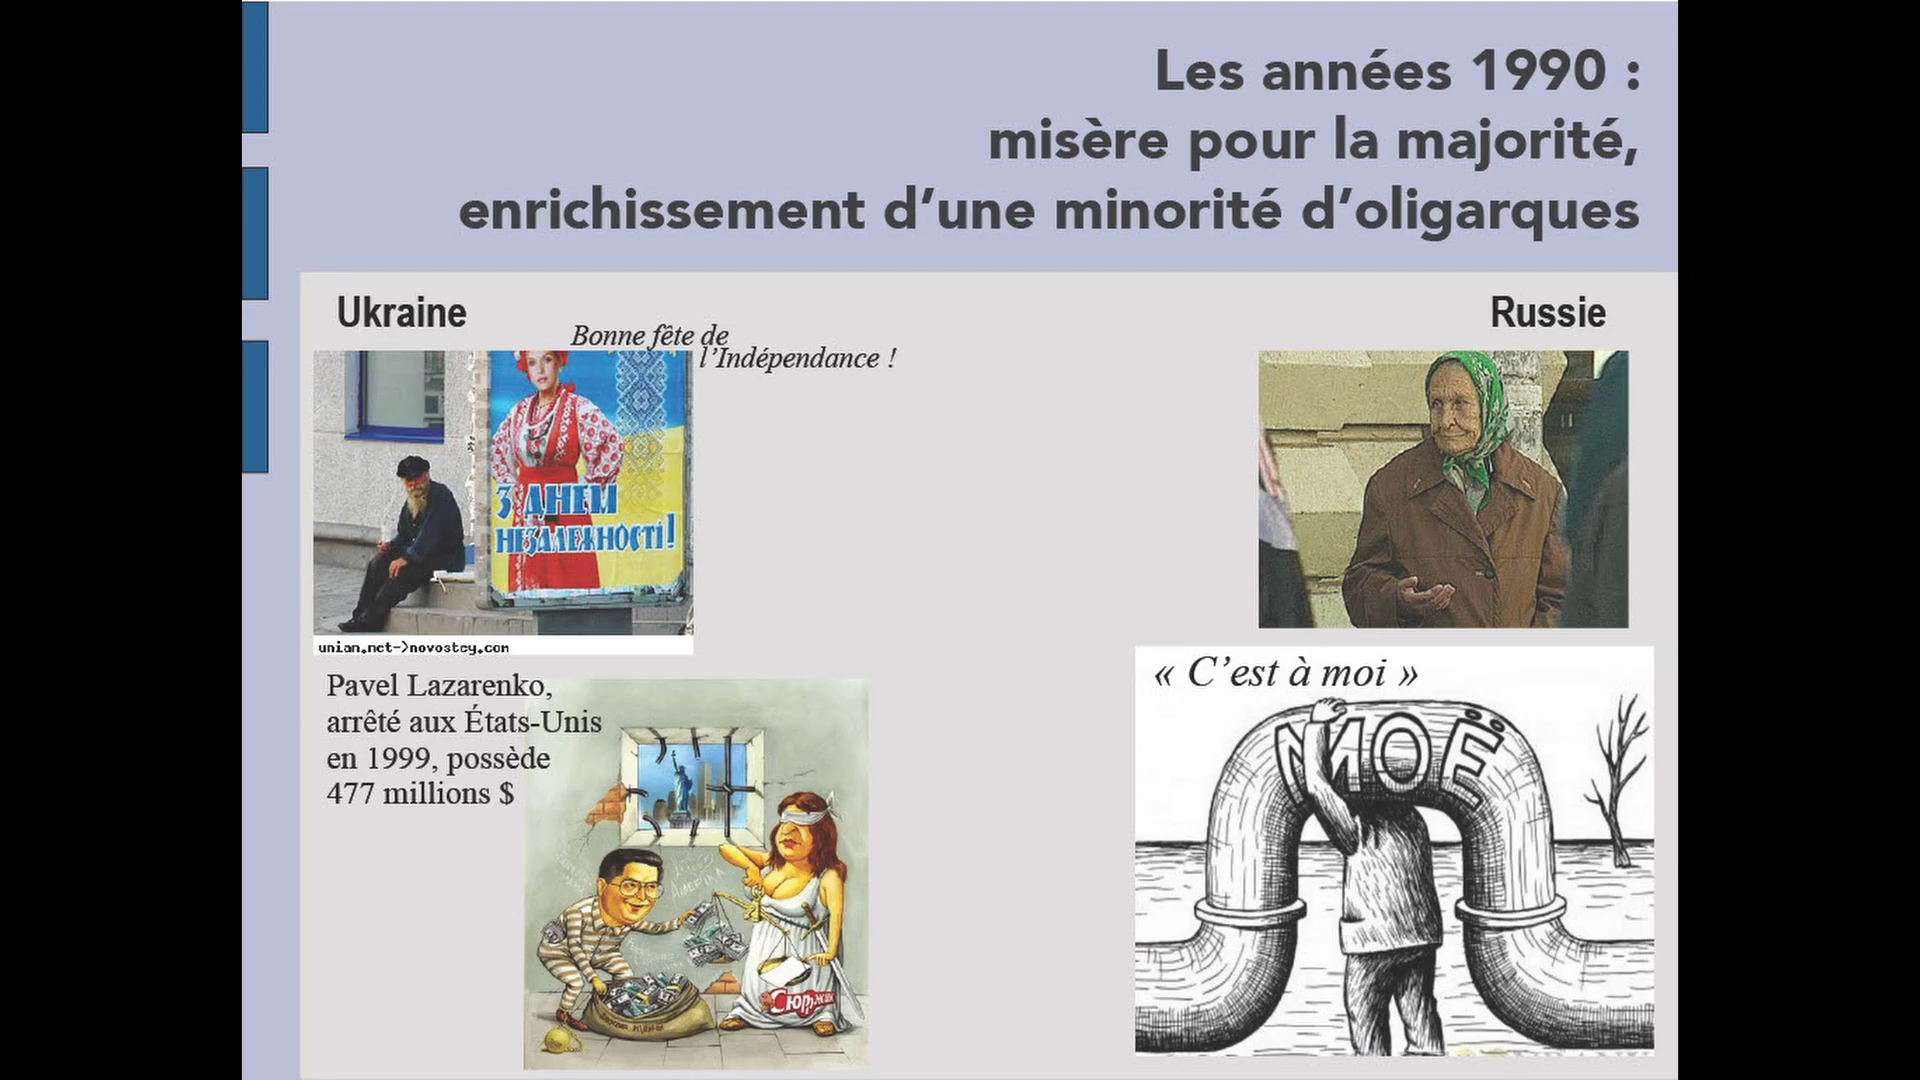 Les années 1990 :
misère pour la majorité,
enrichissement d’une minorité d’oligarques
Ukraine
Russie
Bonne fête de
l’Indépendance !
З ДНЕМ
НЕЗАЛЕЖНОСТІ!
unian.net->novostey.com
Pavel Lazarenko,
arrêté aux États-Unis
en 1999, possède
477 millions $
« C’est à moi »
МОЁ